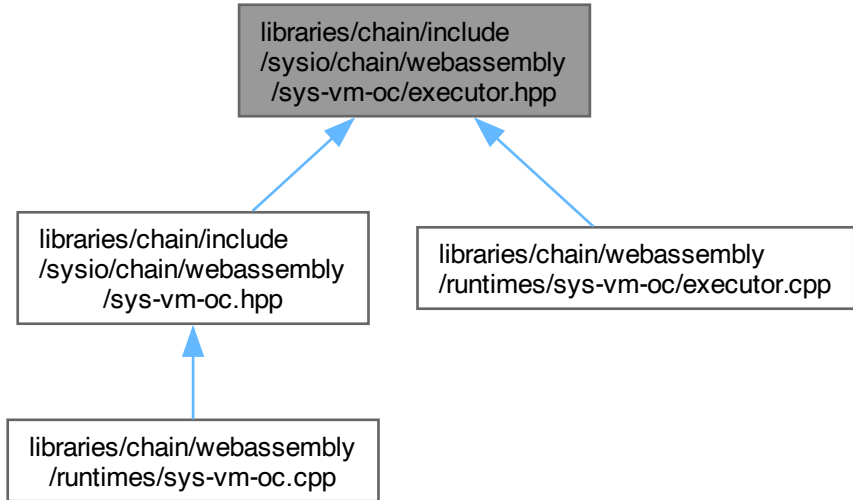 libraries/chain/include
/sysio/chain/webassembly
/sys-vm-oc/executor.hpp
libraries/chain/include
/sysio/chain/webassembly
/sys-vm-oc.hpp
libraries/chain/webassembly
/runtimes/sys-vm-oc/executor.cpp
libraries/chain/webassembly
/runtimes/sys-vm-oc.cpp